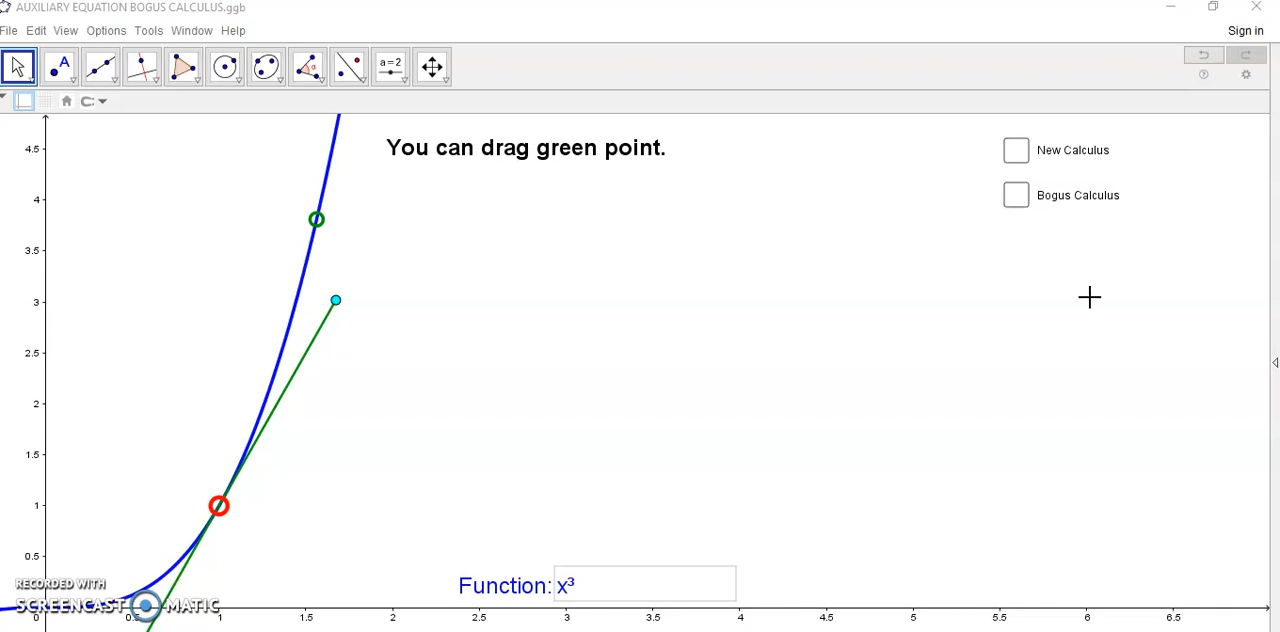 AUXILIARY EQUATION BOGUS CALCULUS.ggb
File Edit View Options Tools Window Help
Sign in
A
α
a=2
You can drag green point.
New Calculus
Bogus Calculus
4.5
4
3.5
3
2.5
2
1.5
1
0.5
Function: x³
RECORDED WITH
SCREENCAST MATIC
0 0.5 1 1.5 2 2.5 3 3.5 4 4.5 5 5.5 6 6.5